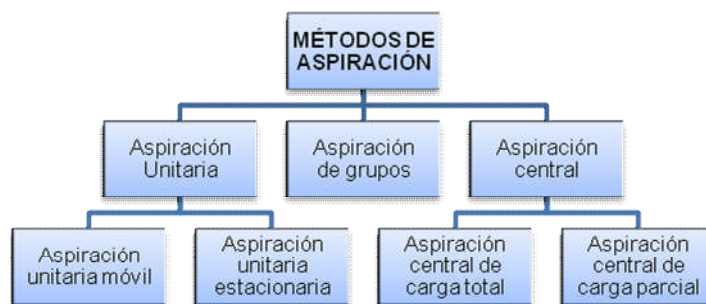 MÉTODOS DE
ASPIRACIÓN
Aspiración
Unitaria
Aspiración
de grupos
Aspiración
central
Aspiración
unitaria móvil
Aspiración
unitaria
estacionaria
Aspiración
central de
carga total
Aspiración
central de
carga parcial